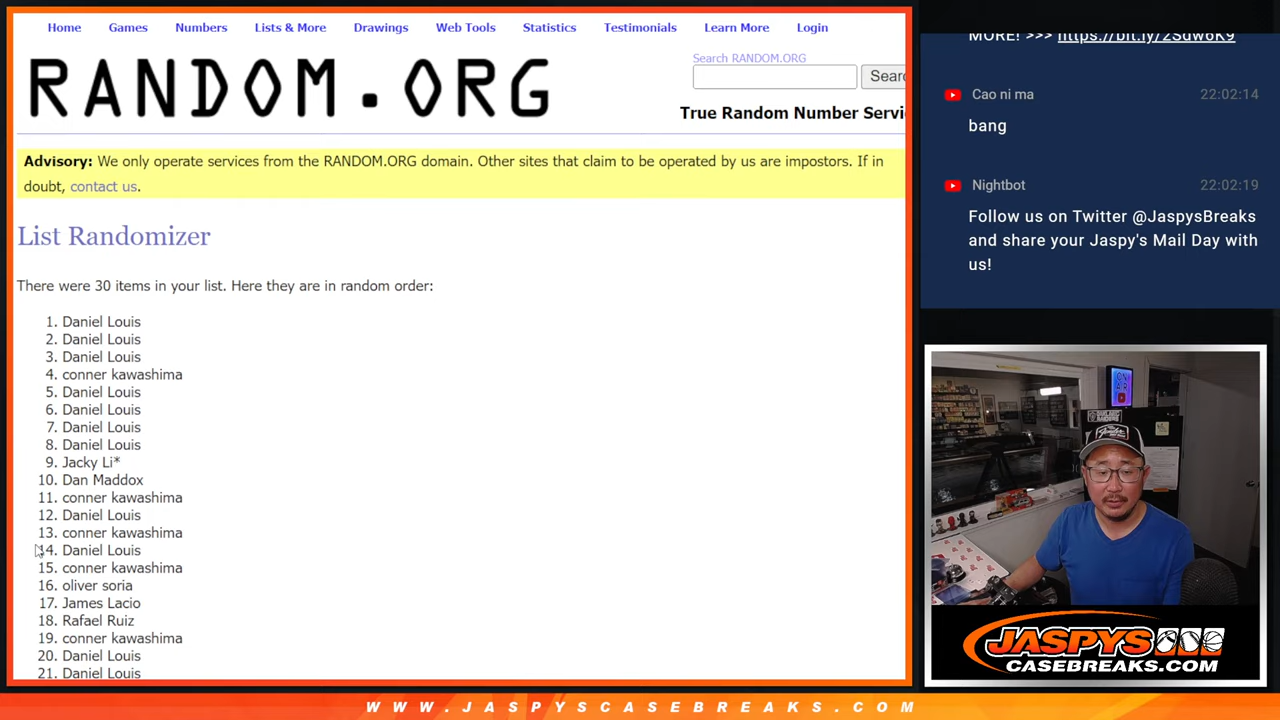 Home Games Numbers Lists & More Drawings Web Tools Statistics Testimonials Learn More Login
RANDOM.ORG
Search RANDOM.ORG
True Random Number Servi
Advisory: We only operate services from the RANDOM.ORG domain. Other sites that claim to be operated by us are impostors. If in
doubt, contact us.
List Randomizer
There were 30 items in your list. Here they are in random order:
1. Daniel Louis
2. Daniel Louis
3. Daniel Louis
4. conner kawashima
5. Daniel Louis
6. Daniel Louis
7. Daniel Louis
8. Daniel Louis
9. Jacky Li*
10. Dan Maddox
11. conner kawashima
12. Daniel Louis
13. conner kawashima
14. Daniel Louis
15. conner kawashima
16. oliver soria
17. James Lacio
18. Rafael Ruiz
19. conner kawashima
20. Daniel Louis
21. Daniel Louis
MORE! >>> https://bit.ly/2Sdw6K9
Cao ni ma 22:02:14
bang
Nightbot 22:02:19
Follow us on Twitter @JaspysBreaks
and share your Jaspy's Mail Day with
us!
JASPYS
CASEBREAKS.COM
WWW.JASPYSCASEBREAKS.COM